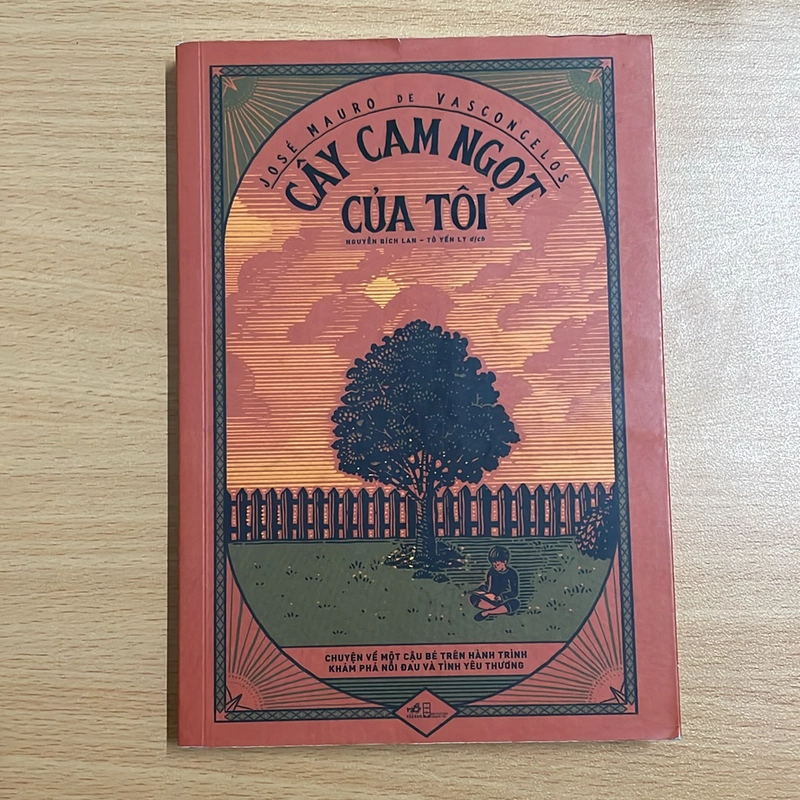 JOSÉ MAURO DE VASCONCELOS
CÂY CAM NGỌT
CỦA TÔI
NGUYỄN BÍCH LAN - TÔ YẾN LY dịch
CHUYỆN VỀ MỘT CẬU BÉ TRÊN HÀNH TRÌNH
KHÁM PHÁ NỖI ĐAU VÀ TÌNH YÊU THƯƠNG